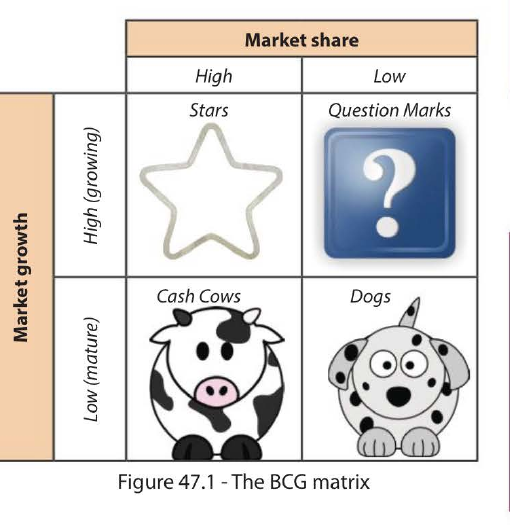 Market share
High
Low
Market growth
High (growing)
Stars
Question Marks
?
Low (mature)
Cash Cows
Dogs
Figure 47.1 - The BCG matrix